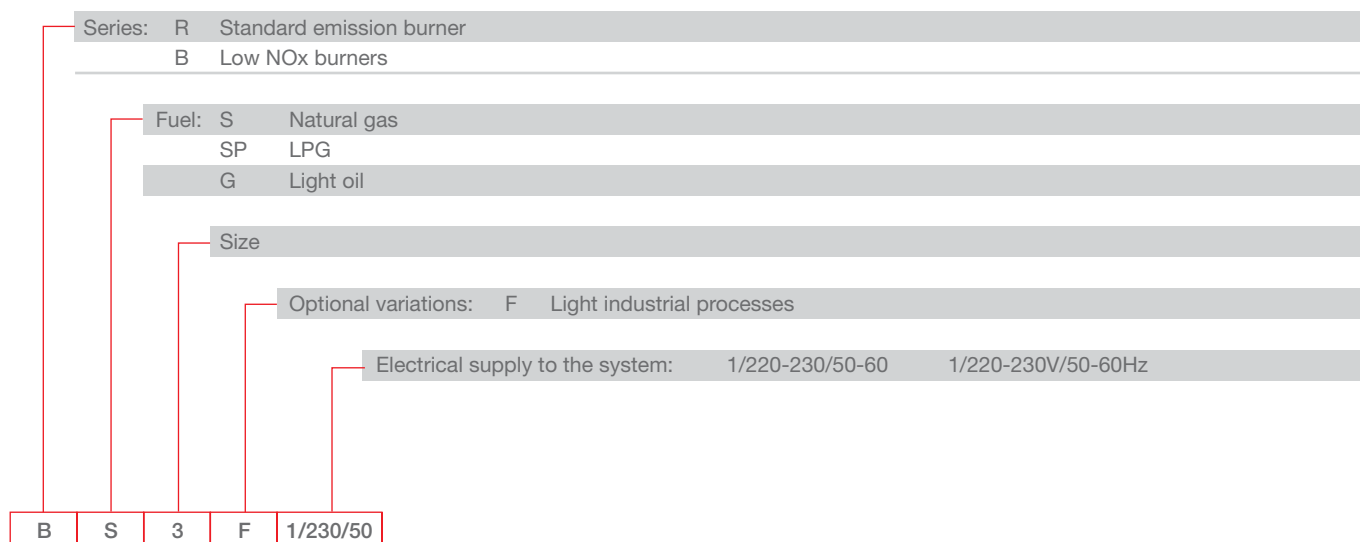 Series: R Standard emission burner
B Low NOx burners
Fuel: S Natural gas
SP LPG
G Light oil
Size
Optional variations: F Light industrial processes
Electrical supply to the system: 1/220-230/50-60 1/220-230V/50-60Hz
B S 3 F 1/230/50